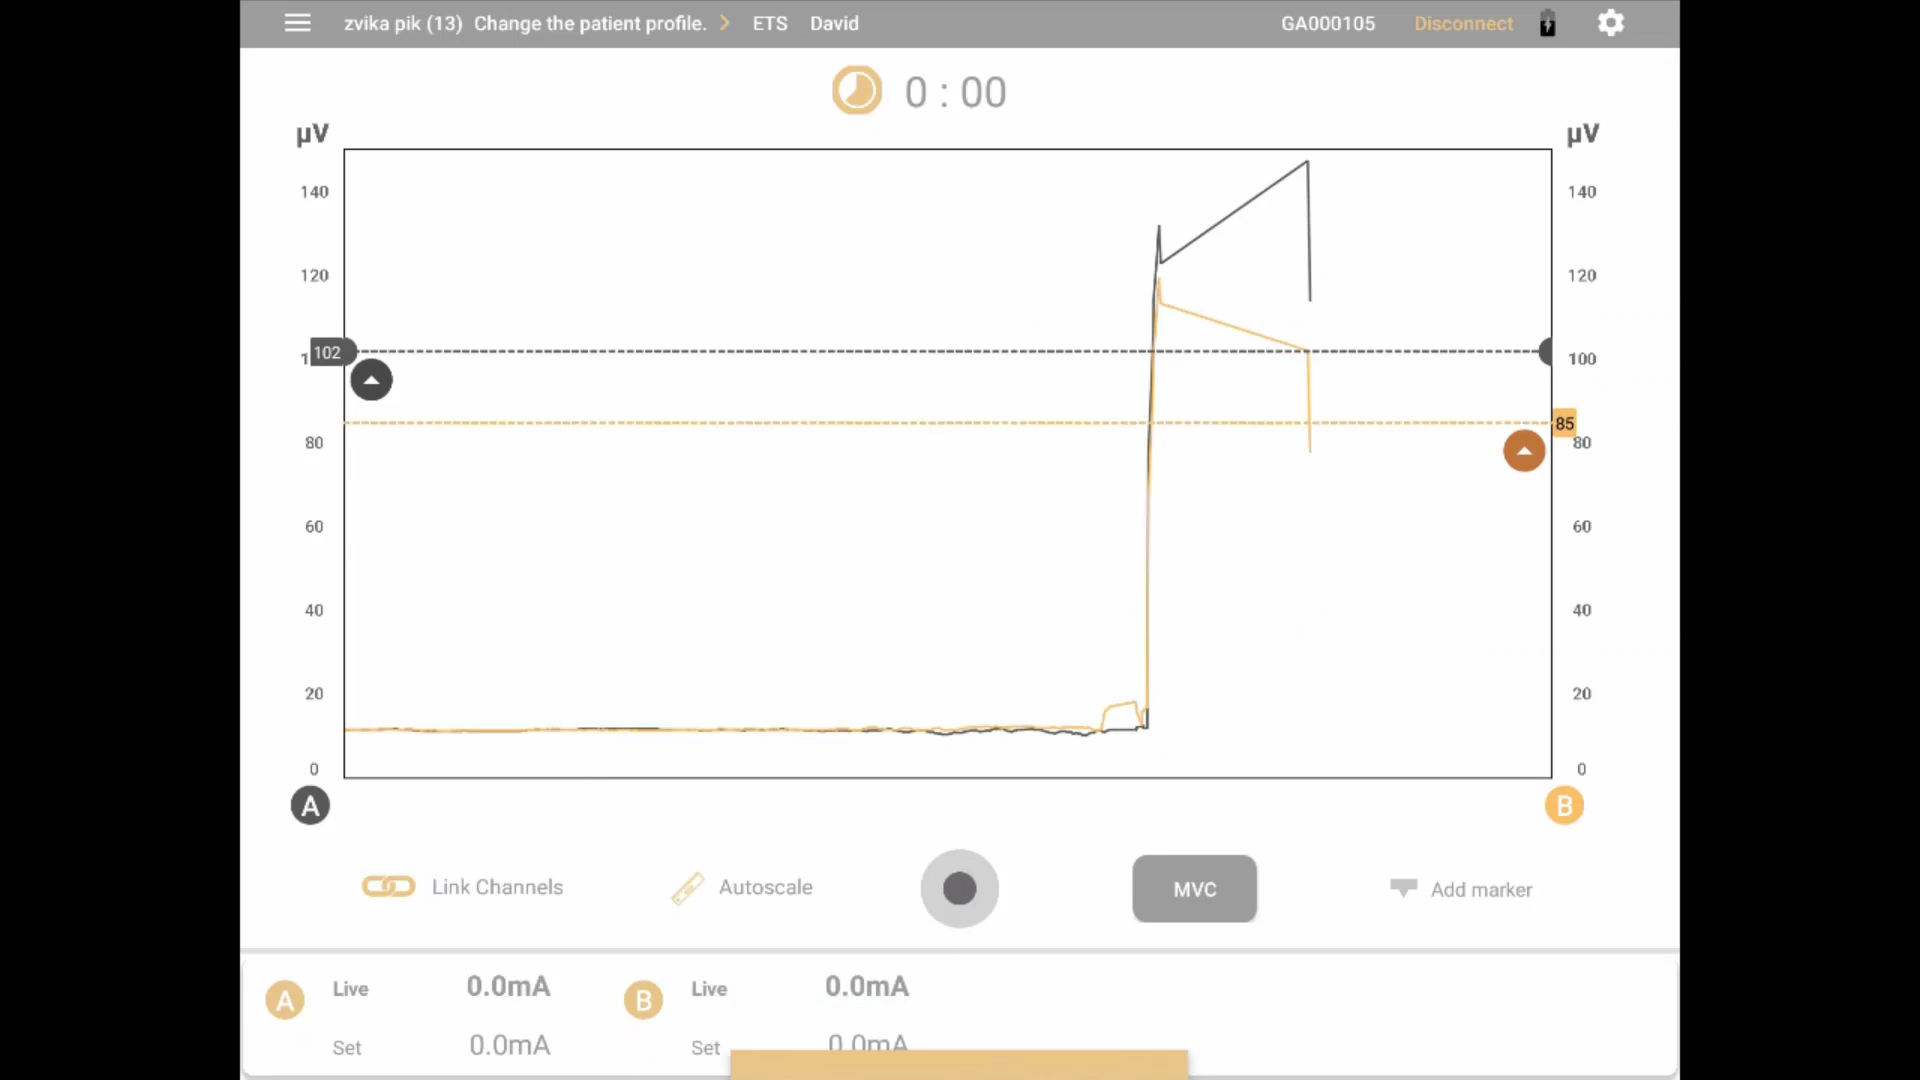 zvika pik (13) Change the patient profile. > ETS David GA000105 Disconnect
0 : 00
µV µV
140 140
120 120
102 100
85
80 80
60 60
40 40
20 20
0 0
A B
Link Channels Autoscale MVC Add marker
A Live 0.0mA B Live 0.0mA
Set 0.0mA Set 0.0mA